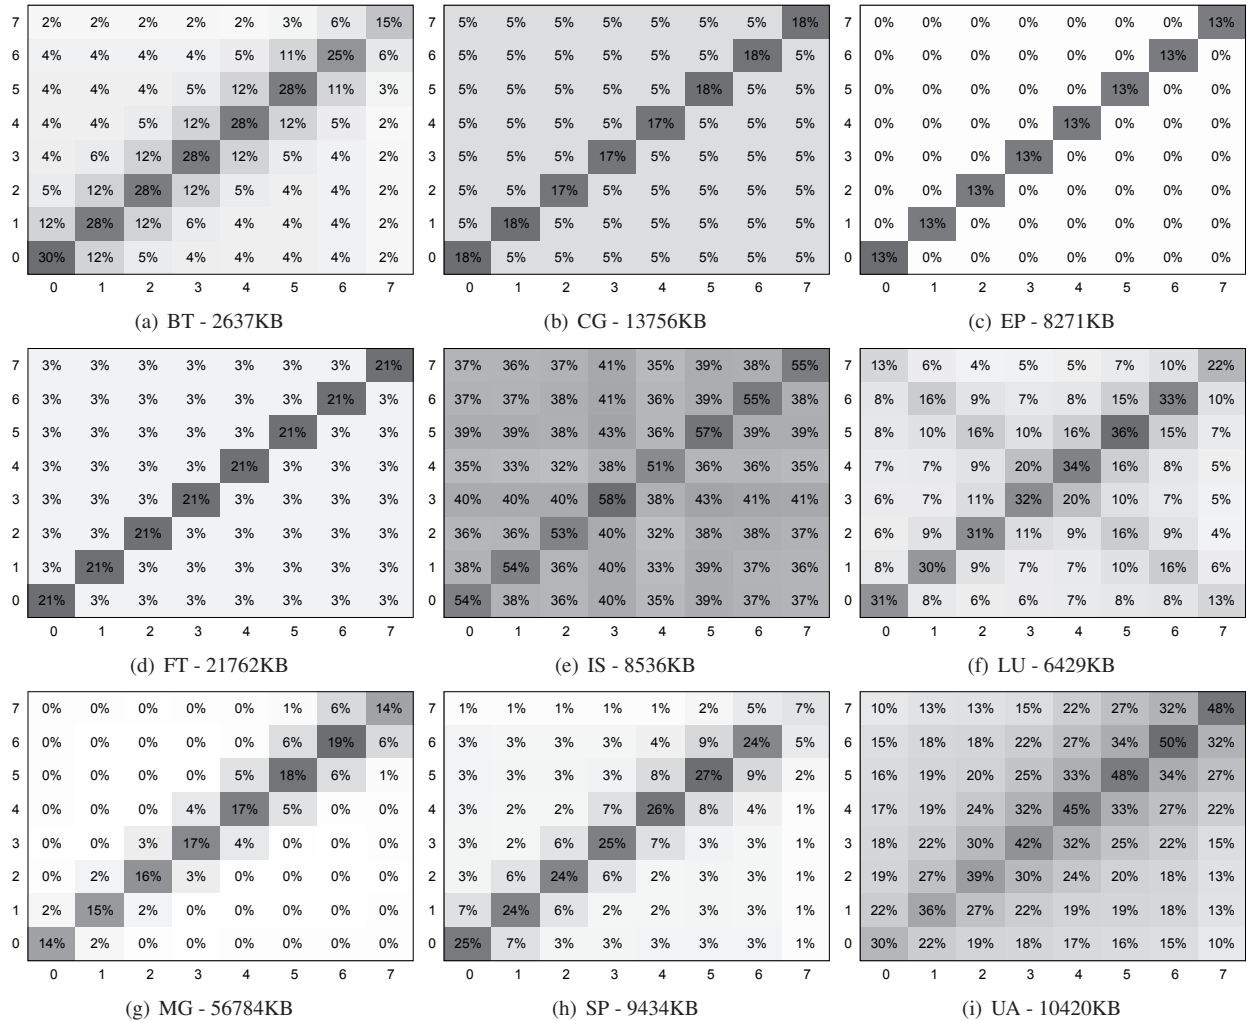 7 2% 2% 2% 2% 2% 3% 6% 15%
6 4% 4% 4% 4% 5% 11% 25% 6%
5 4% 4% 4% 5% 12% 28% 11% 3%
4 4% 4% 5% 12% 28% 12% 5% 2%
3 4% 6% 12% 28% 12% 5% 4% 2%
2 5% 12% 28% 12% 5% 4% 4% 2%
1 12% 28% 12% 6% 4% 4% 4% 2%
0 30% 12% 5% 4% 4% 4% 4% 2%
0 1 2 3 4 5 6 7
(a) BT - 2637KB
7 5% 5% 5% 5% 5% 5% 5% 18%
6 5% 5% 5% 5% 5% 5% 18% 5%
5 5% 5% 5% 5% 5% 18% 5% 5%
4 5% 5% 5% 5% 17% 5% 5% 5%
3 5% 5% 5% 17% 5% 5% 5% 5%
2 5% 5% 17% 5% 5% 5% 5% 5%
1 5% 18% 5% 5% 5% 5% 5% 5%
0 18% 5% 5% 5% 5% 5% 5% 5%
0 1 2 3 4 5 6 7
(b) CG - 13756KB
7 0% 0% 0% 0% 0% 0% 0% 13%
6 0% 0% 0% 0% 0% 0% 13% 0%
5 0% 0% 0% 0% 0% 13% 0% 0%
4 0% 0% 0% 0% 13% 0% 0% 0%
3 0% 0% 0% 13% 0% 0% 0% 0%
2 0% 0% 13% 0% 0% 0% 0% 0%
1 0% 13% 0% 0% 0% 0% 0% 0%
0 13% 0% 0% 0% 0% 0% 0% 0%
0 1 2 3 4 5 6 7
(c) EP - 8271KB
7 3% 3% 3% 3% 3% 3% 3% 21%
6 3% 3% 3% 3% 3% 3% 21% 3%
5 3% 3% 3% 3% 3% 21% 3% 3%
4 3% 3% 3% 3% 21% 3% 3% 3%
3 3% 3% 3% 21% 3% 3% 3% 3%
2 3% 3% 21% 3% 3% 3% 3% 3%
1 3% 21% 3% 3% 3% 3% 3% 3%
0 21% 3% 3% 3% 3% 3% 3% 3%
0 1 2 3 4 5 6 7
(d) FT - 21762KB
7 37% 36% 37% 41% 35% 39% 38% 55%
6 37% 37% 38% 41% 36% 39% 55% 38%
5 39% 39% 38% 43% 36% 57% 39% 39%
4 35% 33% 32% 38% 51% 36% 36% 35%
3 40% 40% 40% 58% 38% 43% 41% 41%
2 36% 36% 53% 40% 32% 38% 38% 37%
1 38% 54% 36% 40% 33% 39% 37% 36%
0 54% 38% 36% 40% 35% 39% 37% 37%
0 1 2 3 4 5 6 7
(e) IS - 8536KB
7 13% 6% 4% 5% 5% 7% 10% 22%
6 8% 16% 9% 7% 8% 15% 33% 10%
5 8% 10% 16% 10% 16% 36% 15% 7%
4 7% 7% 9% 20% 34% 16% 8% 5%
3 6% 7% 11% 32% 20% 10% 7% 5%
2 6% 9% 31% 11% 9% 16% 9% 4%
1 8% 30% 9% 7% 7% 10% 16% 6%
0 31% 8% 6% 6% 7% 8% 8% 13%
0 1 2 3 4 5 6 7
(f) LU - 6429KB
7 0% 0% 0% 0% 0% 1% 6% 14%
6 0% 0% 0% 0% 0% 6% 19% 6%
5 0% 0% 0% 0% 5% 18% 6% 1%
4 0% 0% 0% 4% 17% 5% 0% 0%
3 0% 0% 3% 17% 4% 0% 0% 0%
2 0% 2% 16% 3% 0% 0% 0% 0%
1 2% 15% 2% 0% 0% 0% 0% 0%
0 14% 2% 0% 0% 0% 0% 0% 0%
0 1 2 3 4 5 6 7
(g) MG - 56784KB
7 1% 1% 1% 1% 1% 2% 5% 7%
6 3% 3% 3% 3% 4% 9% 24% 5%
5 3% 3% 3% 3% 8% 27% 9% 2%
4 3% 2% 2% 7% 26% 8% 4% 1%
3 3% 2% 6% 25% 7% 3% 3% 1%
2 3% 6% 24% 6% 2% 3% 3% 1%
1 7% 24% 6% 2% 2% 3% 3% 1%
0 25% 7% 3% 3% 3% 3% 3% 1%
0 1 2 3 4 5 6 7
(h) SP - 9434KB
7 10% 13% 13% 15% 22% 27% 32% 48%
6 15% 18% 18% 22% 27% 34% 50% 32%
5 16% 19% 20% 25% 33% 48% 34% 27%
4 17% 19% 24% 32% 45% 33% 27% 22%
3 18% 22% 30% 42% 32% 25% 22% 15%
2 19% 27% 39% 30% 24% 20% 18% 13%
1 22% 36% 27% 22% 19% 19% 18% 13%
0 30% 22% 19% 18% 17% 16% 15% 10%
0 1 2 3 4 5 6 7
(i) UA - 10420KB